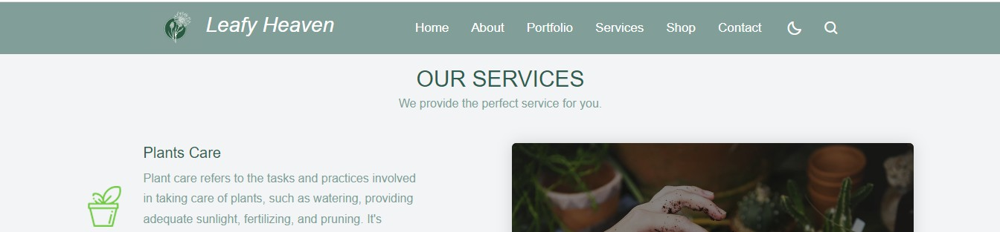 Leafy Heaven
Home About Portfolio Services Shop Contact
OUR SERVICES
We provide the perfect service for you.
Plants Care
Plant care refers to the tasks and practices involved
in taking care of plants, such as watering, providing
adequate sunlight, fertilizing, and pruning. It's